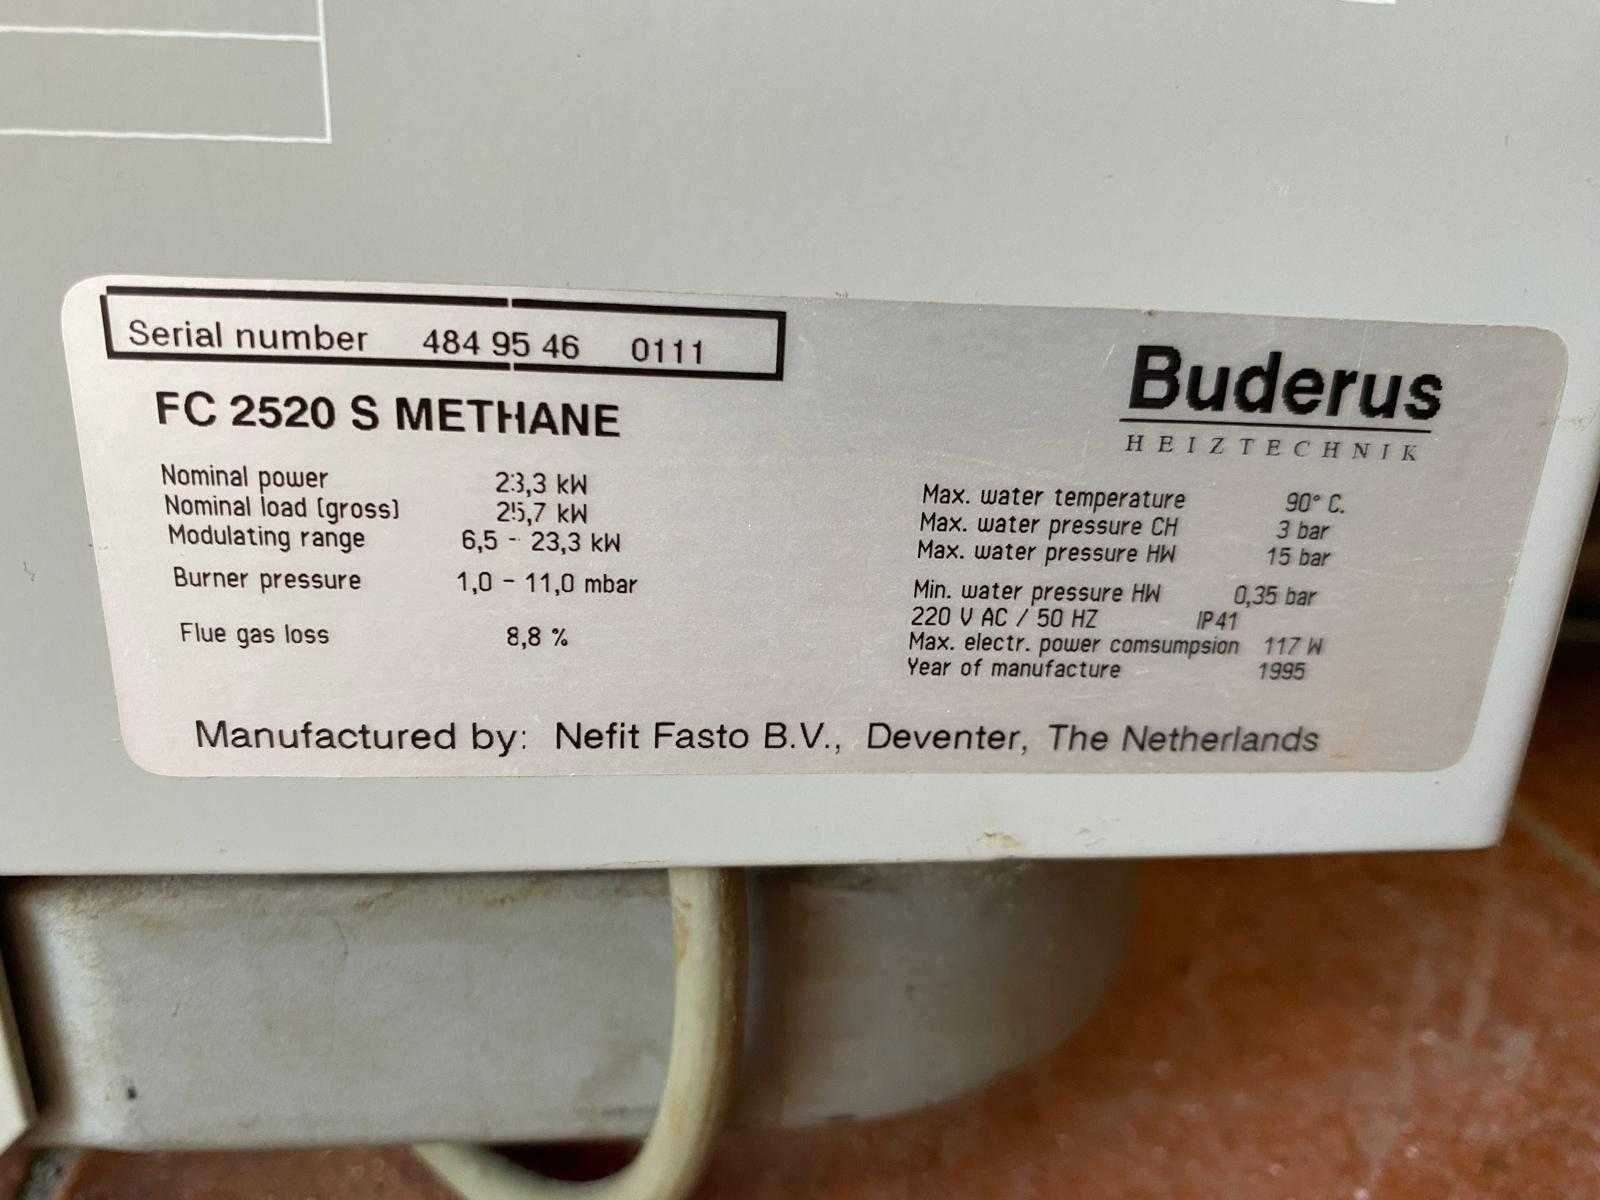 Serial number 484 95 46 0111
FC 2520 S METHANE
Nominal power 23,3 kW
Nominal load (gross) 25,7 kW
Modulating range 6,5 - 23,3 kW
Burner pressure 1,0 - 11,0 mbar
Flue gas loss 8,8 %
Buderus
HEIZTECHNIK
Max. water temperature 90° C.
Max. water pressure CH 3 bar
Max. water pressure HW 15 bar
Min. water pressure HW 0,35 bar
220 V AC / 50 HZ IP41
Max. electr. power comsumpsion 117 W
Year of manufacture 1995
Manufactured by: Nefit Fasto B.V., Deventer, The Netherlands